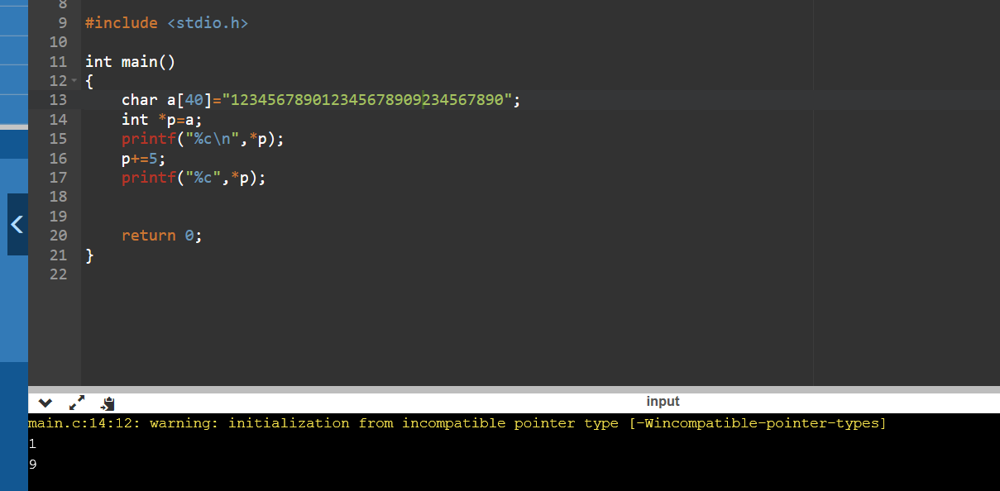 8
9 #include <stdio.h>
10
11 int main()
12 {
13 char a[40]="123456789012345678909234567890";
14 int *p=a;
15 printf("%c\n",*p);
16 p+=5;
17 printf("%c",*p);
18
19
20 return 0;
21 }
22
input
main.c:14:12: warning: initialization from incompatible pointer type [-Wincompatible-pointer-types]
1
9